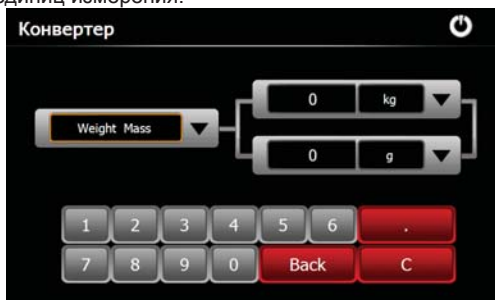 единиц измерения.
Конвертер
0 kg
Weight Mass
0 g
1 2 3 4 5 6 .
7 8 9 0 Back C